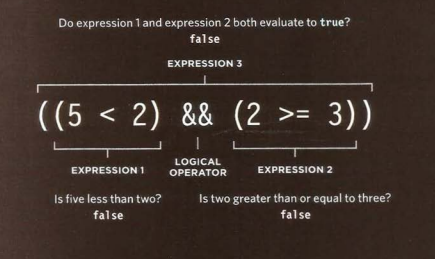 Do expression 1 and expression 2 both evaluate to true?
false
EXPRESSION 3
((5 < 2) && (2 >= 3))
EXPRESSION 1
LOGICAL
OPERATOR
EXPRESSION 2
Is five less than two?
false
Is two greater than or equal to three?
false